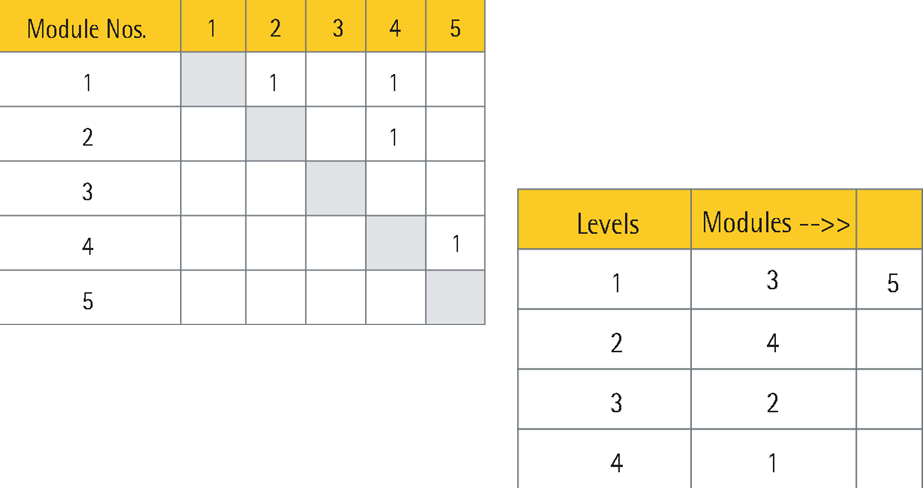 Module Nos. 1 2 3 4 5
1 1 1
2 1
3
4 1
5
Levels Modules -->>
1 3 5
2 4
3 2
4 1